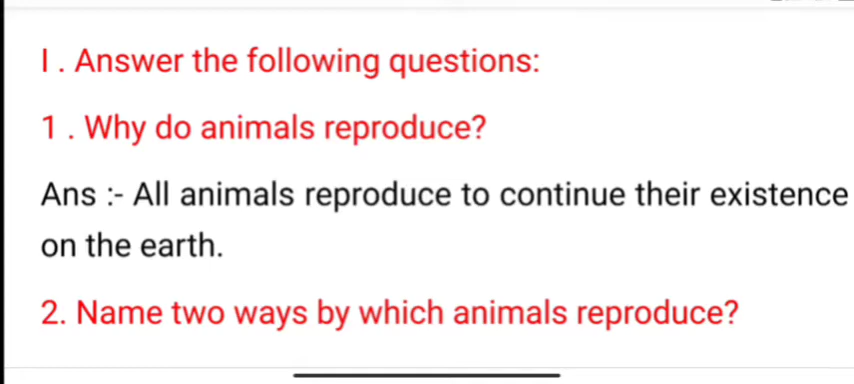 I . Answer the following questions:
1 . Why do animals reproduce?
Ans :- All animals reproduce to continue their existence
on the earth.
2. Name two ways by which animals reproduce?